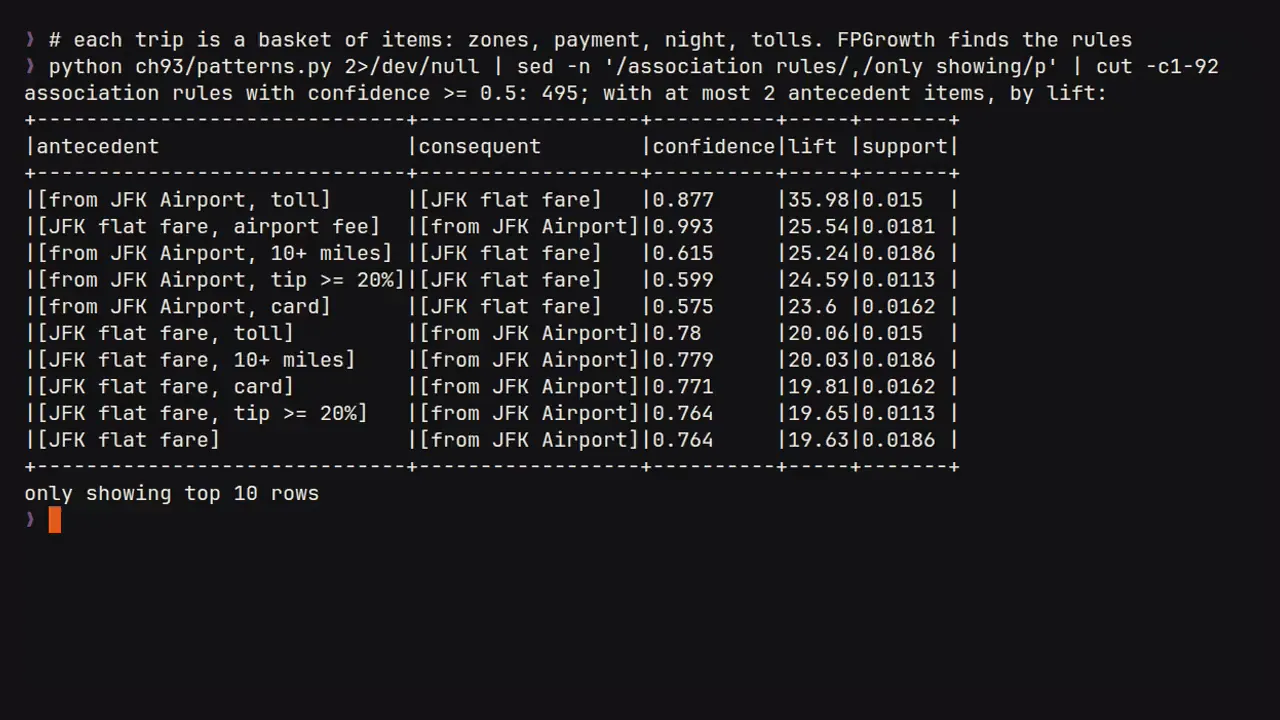 ❯ # each trip is a basket of items: zones, payment, night, tolls. FPGrowth finds the rules
❯ python ch93/patterns.py 2>/dev/null | sed -n '/association rules/,/only showing/p' | cut -c1-92
association rules with confidence >= 0.5: 495; with at most 2 antecedent items, by lift:
+------------------------------+------------------+----------+-----+-------+
|antecedent                    |consequent        |confidence|lift |support|
+------------------------------+------------------+----------+-----+-------+
|[from JFK Airport, toll]      |[JFK flat fare]   |0.877     |35.98|0.015  |
|[JFK flat fare, airport fee]  |[from JFK Airport]|0.993     |25.54|0.0181 |
|[from JFK Airport, 10+ miles] |[JFK flat fare]   |0.615     |25.24|0.0186 |
|[from JFK Airport, tip >= 20%]|[JFK flat fare]   |0.599     |24.59|0.0113 |
|[from JFK Airport, card]      |[JFK flat fare]   |0.575     |23.6 |0.0162 |
|[JFK flat fare, toll]         |[from JFK Airport]|0.78      |20.06|0.015  |
|[JFK flat fare, 10+ miles]    |[from JFK Airport]|0.779     |20.03|0.0186 |
|[JFK flat fare, card]         |[from JFK Airport]|0.771     |19.81|0.0162 |
|[JFK flat fare, tip >= 20%]   |[from JFK Airport]|0.764     |19.65|0.0113 |
|[JFK flat fare]               |[from JFK Airport]|0.764     |19.63|0.0186 |
+------------------------------+------------------+----------+-----+-------+
only showing top 10 rows
❯